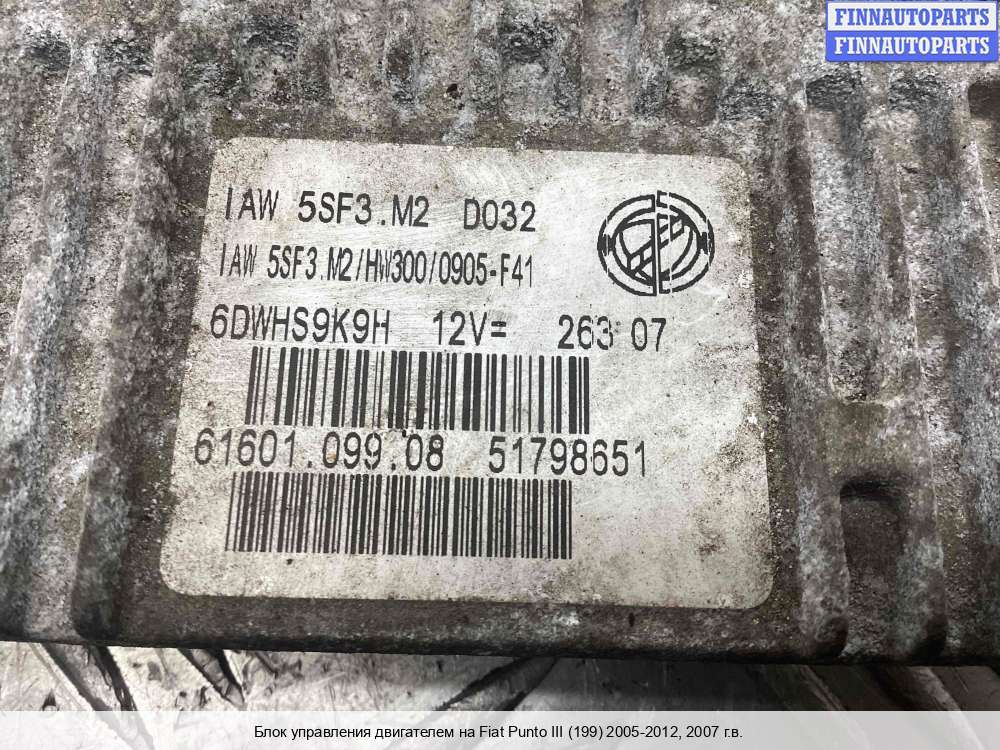 FINNAUTOPARTS
FINNAUTOPARTS
IAW 5SF3.M2 D032
IAW 5SF3.M2/HW300/0905-F41
6DWHS9K9H 12V= 263 07
61601.099.08 51798651
Блок управления двигателем на Fiat Punto III (199) 2005-2012, 2007 г.в.